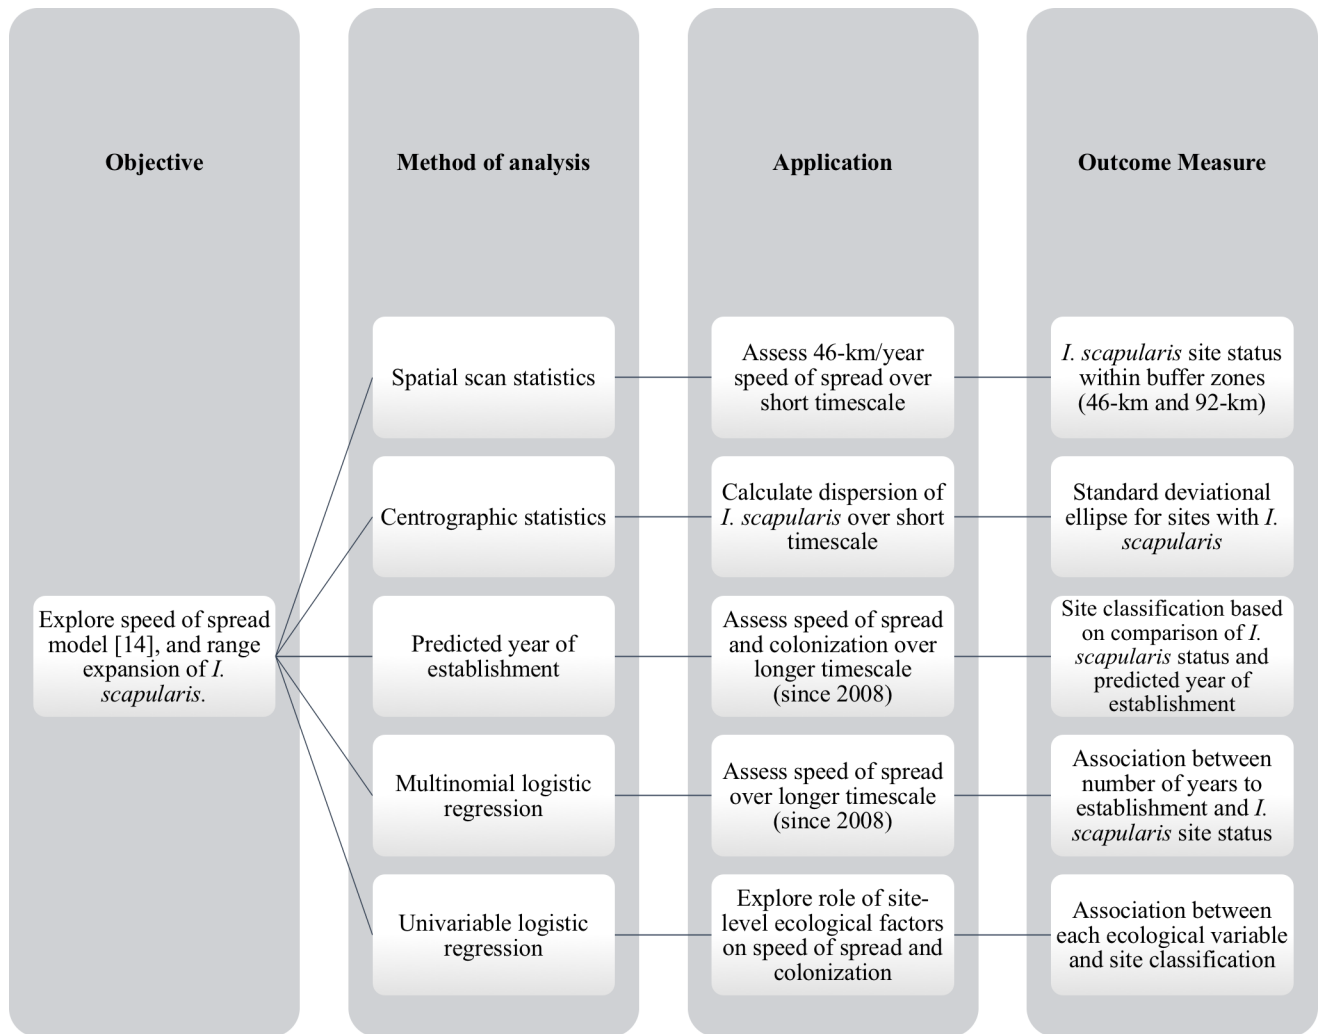 Objective
Method of analysis
Application
Outcome Measure
Explore speed of spread
model [14], and range
expansion of I.
scapularis.
Spatial scan statistics
Assess 46-km/year
speed of spread over
short timescale
I. scapularis site status
within buffer zones
(46-km and 92-km)
Centrographic statistics
Calculate dispersion of
I. scapularis over short
timescale
Standard deviational
ellipse for sites with I.
scapularis
Predicted year of
establishment
Assess speed of spread
and colonization over
longer timescale
(since 2008)
Site classification based
on comparison of I.
scapularis status and
predicted year of
establishment
Multinomial logistic
regression
Assess speed of spread
over longer timescale
(since 2008)
Association between
number of years to
establishment and I.
scapularis site status
Univariable logistic
regression
Explore role of site-
level ecological factors
on speed of spread and
colonization
Association between
each ecological variable
and site classification